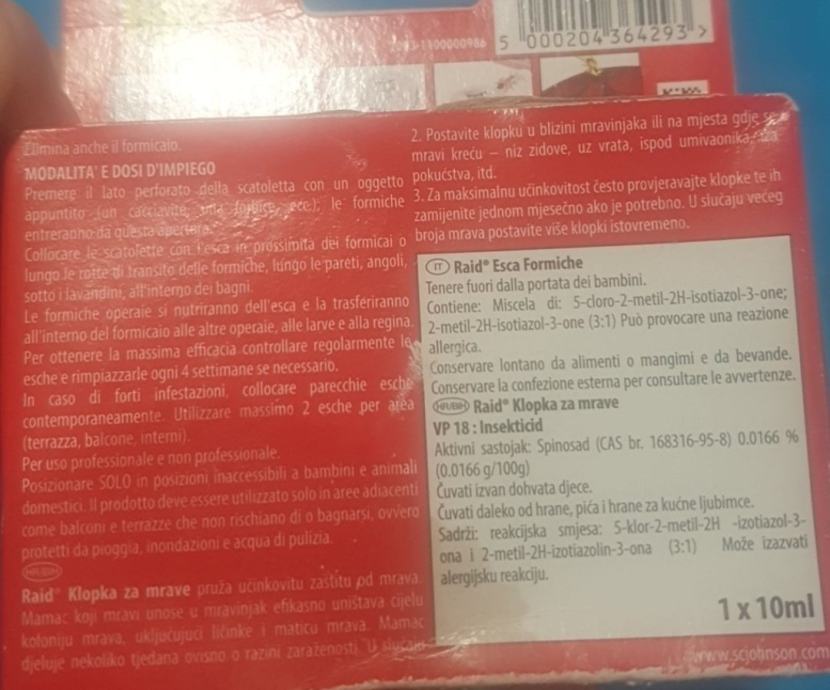 5 000204 364293 >
Elimina anche il formicaio.
MODALITA' E DOSI D'IMPIEGO
Premere il lato perforato della scatoletta con un oggetto
appuntito (un cacciavite, una forbice, ecc.); le formiche
entreranno da questa apertura.
Collocare le scatolette con l'esca in prossimità dei formicai o
lungo le rotte di transito delle formiche, lungo le pareti, angoli,
sotto i lavandini, all'interno dei bagni.
Le formiche operaie si nutriranno dell'esca e la trasferiranno
all'interno del formicaio alle altre operaie, alle larve e alla regina.
Per ottenere la massima efficacia controllare regolarmente le
esche e rimpiazzarle ogni 4 settimane se necessario.
In caso di forti infestazioni, collocare parecchie esche
contemporaneamente. Utilizzare massimo 2 esche per area
(terrazza, balcone, interni).
Per uso professionale e non professionale.
Posizionare SOLO in posizioni inaccessibili a bambini e animali
domestici. Il prodotto deve essere utilizzato solo in aree adiacenti
come balconi e terrazze che non rischiano di o bagnarsi, ovvero
protetti da pioggia, inondazioni e acqua di pulizia.
HR/BIH
Raid® Klopka za mrave pruža učinkovitu zaštitu od mrava.
Mamac koji mravi unose u mravinjak efikasno uništava cijelu
koloniju mrava, uključujući ličinke i maticu mrava. Mamac
djeluje nekoliko tjedana ovisno o razini zaraženosti. U slučaju
2. Postavite klopku u blizini mravinjaka ili na mjesta gdje se
mravi kreću – niz zidove, uz vrata, ispod umivaonika, iza
pokućstva, itd.
3. Za maksimalnu učinkovitost često provjeravajte klopke te ih
zamijenite jednom mjesečno ako je potrebno. U slučaju većeg
broja mrava postavite više klopki istovremeno.
IT Raid® Esca Formiche
Tenere fuori dalla portata dei bambini.
Contiene: Miscela di: 5-cloro-2-metil-2H-isotiazol-3-one;
2-metil-2H-isotiazol-3-one (3:1) Può provocare una reazione
allergica.
Conservare lontano da alimenti o mangimi e da bevande.
Conservare la confezione esterna per consultare le avvertenze.
HR/BIH Raid® Klopka za mrave
VP 18 : Insekticid
Aktivni sastojak: Spinosad (CAS br. 168316-95-8) 0.0166 %
(0.0166 g/100g)
Čuvati izvan dohvata djece.
Čuvati daleko od hrane, pića i hrane za kućne ljubimce.
Sadrži: reakcijska smjesa: 5-klor-2-metil-2H -izotiazol-3-
ona i 2-metil-2H-izotiazolin-3-ona (3:1) Može izazvati
alergijsku reakciju.
1 x 10ml
www.scjohnson.com